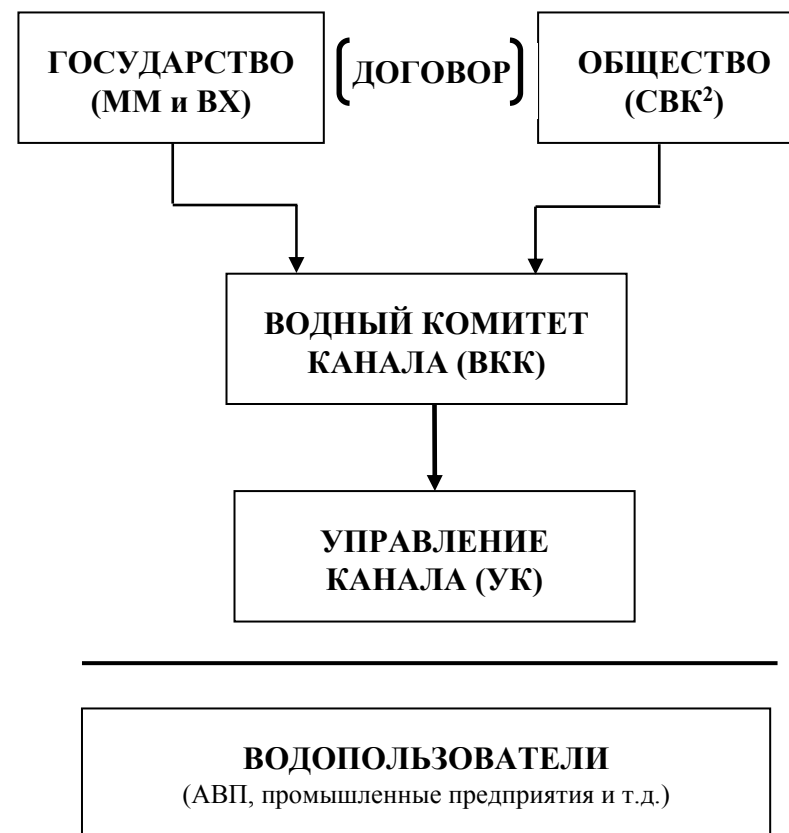 ГОСУДАРСТВО
(ММ и ВХ)
[ДОГОВОР]
ОБЩЕСТВО
(СВК²)
ВОДНЫЙ КОМИТЕТ
КАНАЛА (ВКК)
УПРАВЛЕНИЕ
КАНАЛА (УК)
ВОДОПОЛЬЗОВАТЕЛИ
(АВП, промышленные предприятия и т.д.)